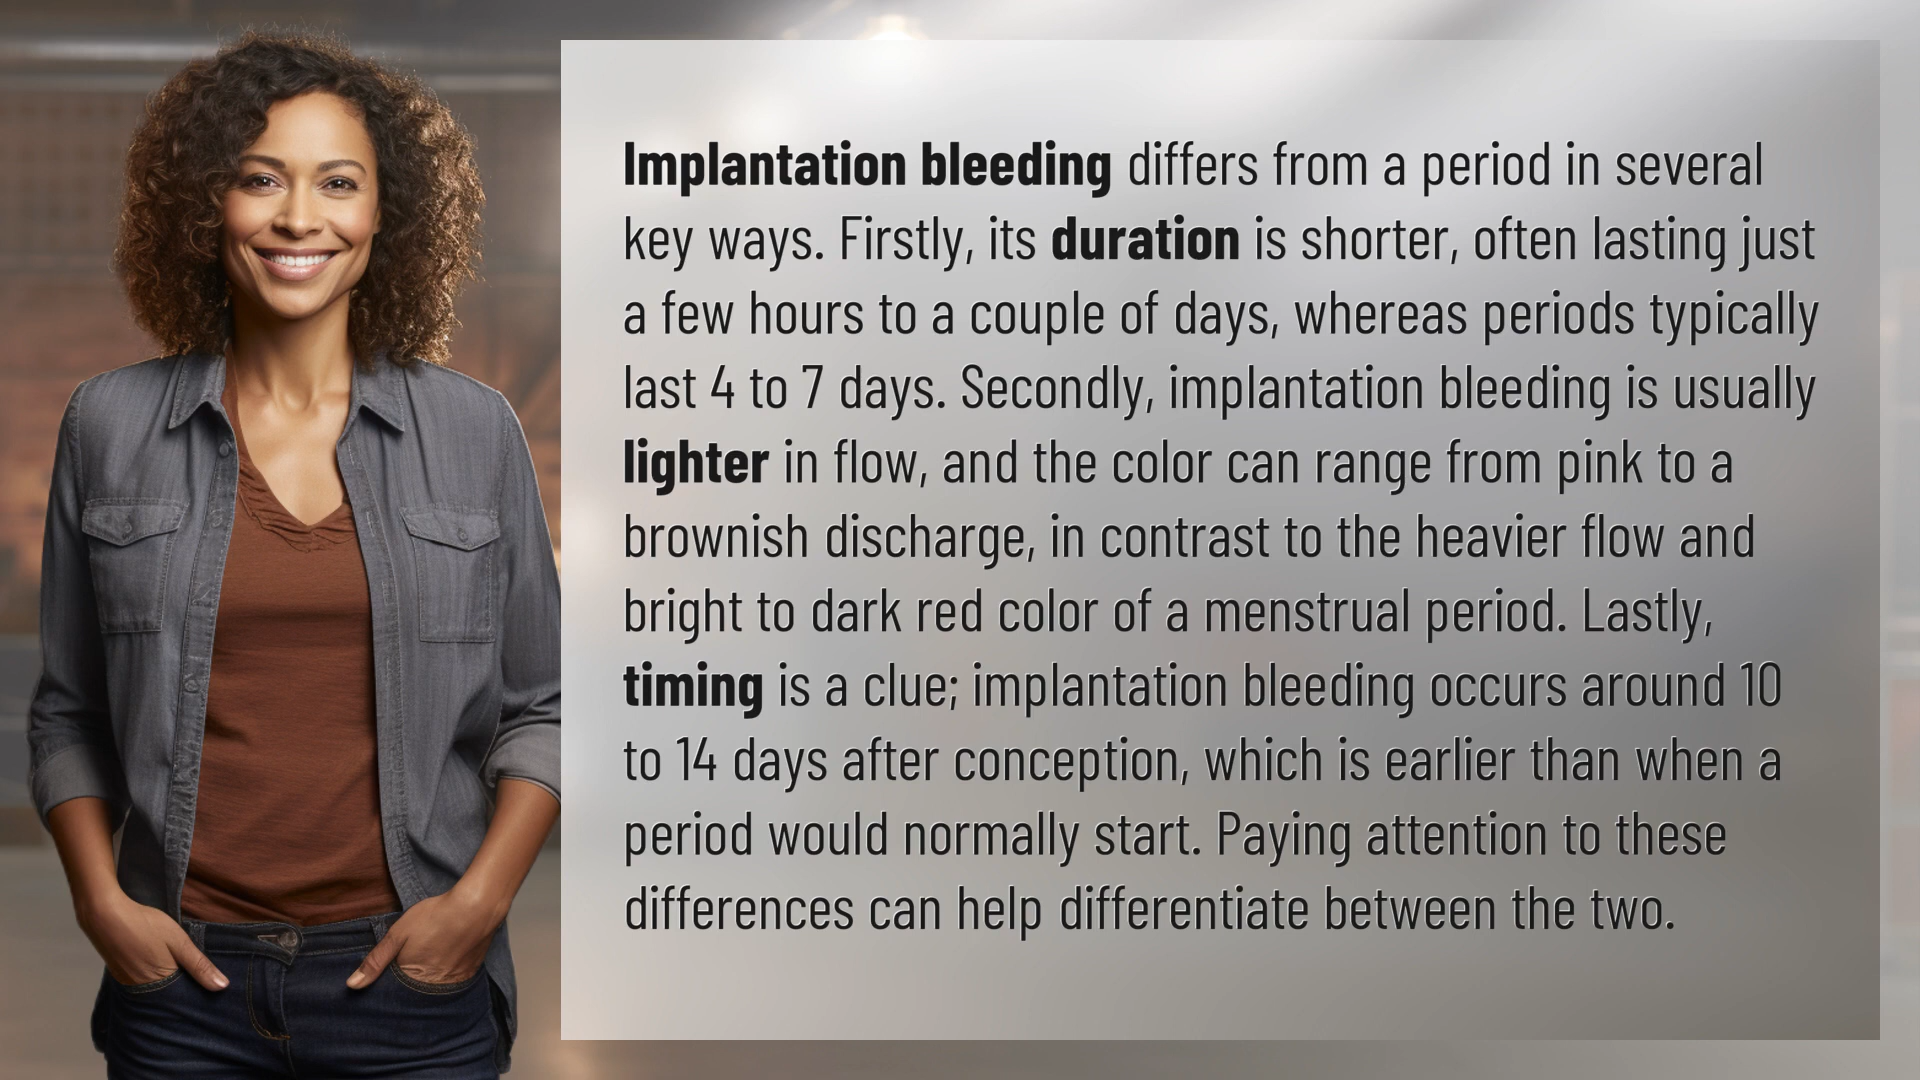 Implantation bleeding differs from a period in several
key ways. Firstly, its duration is shorter, often lasting just
a few hours to a couple of days, whereas periods typically
last 4 to 7 days. Secondly, implantation bleeding is usually
lighter in flow, and the color can range from pink to a
brownish discharge, in contrast to the heavier flow and
bright to dark red color of a menstrual period. Lastly,
timing is a clue; implantation bleeding occurs around 10
to 14 days after conception, which is earlier than when a
period would normally start. Paying attention to these
differences can help differentiate between the two.